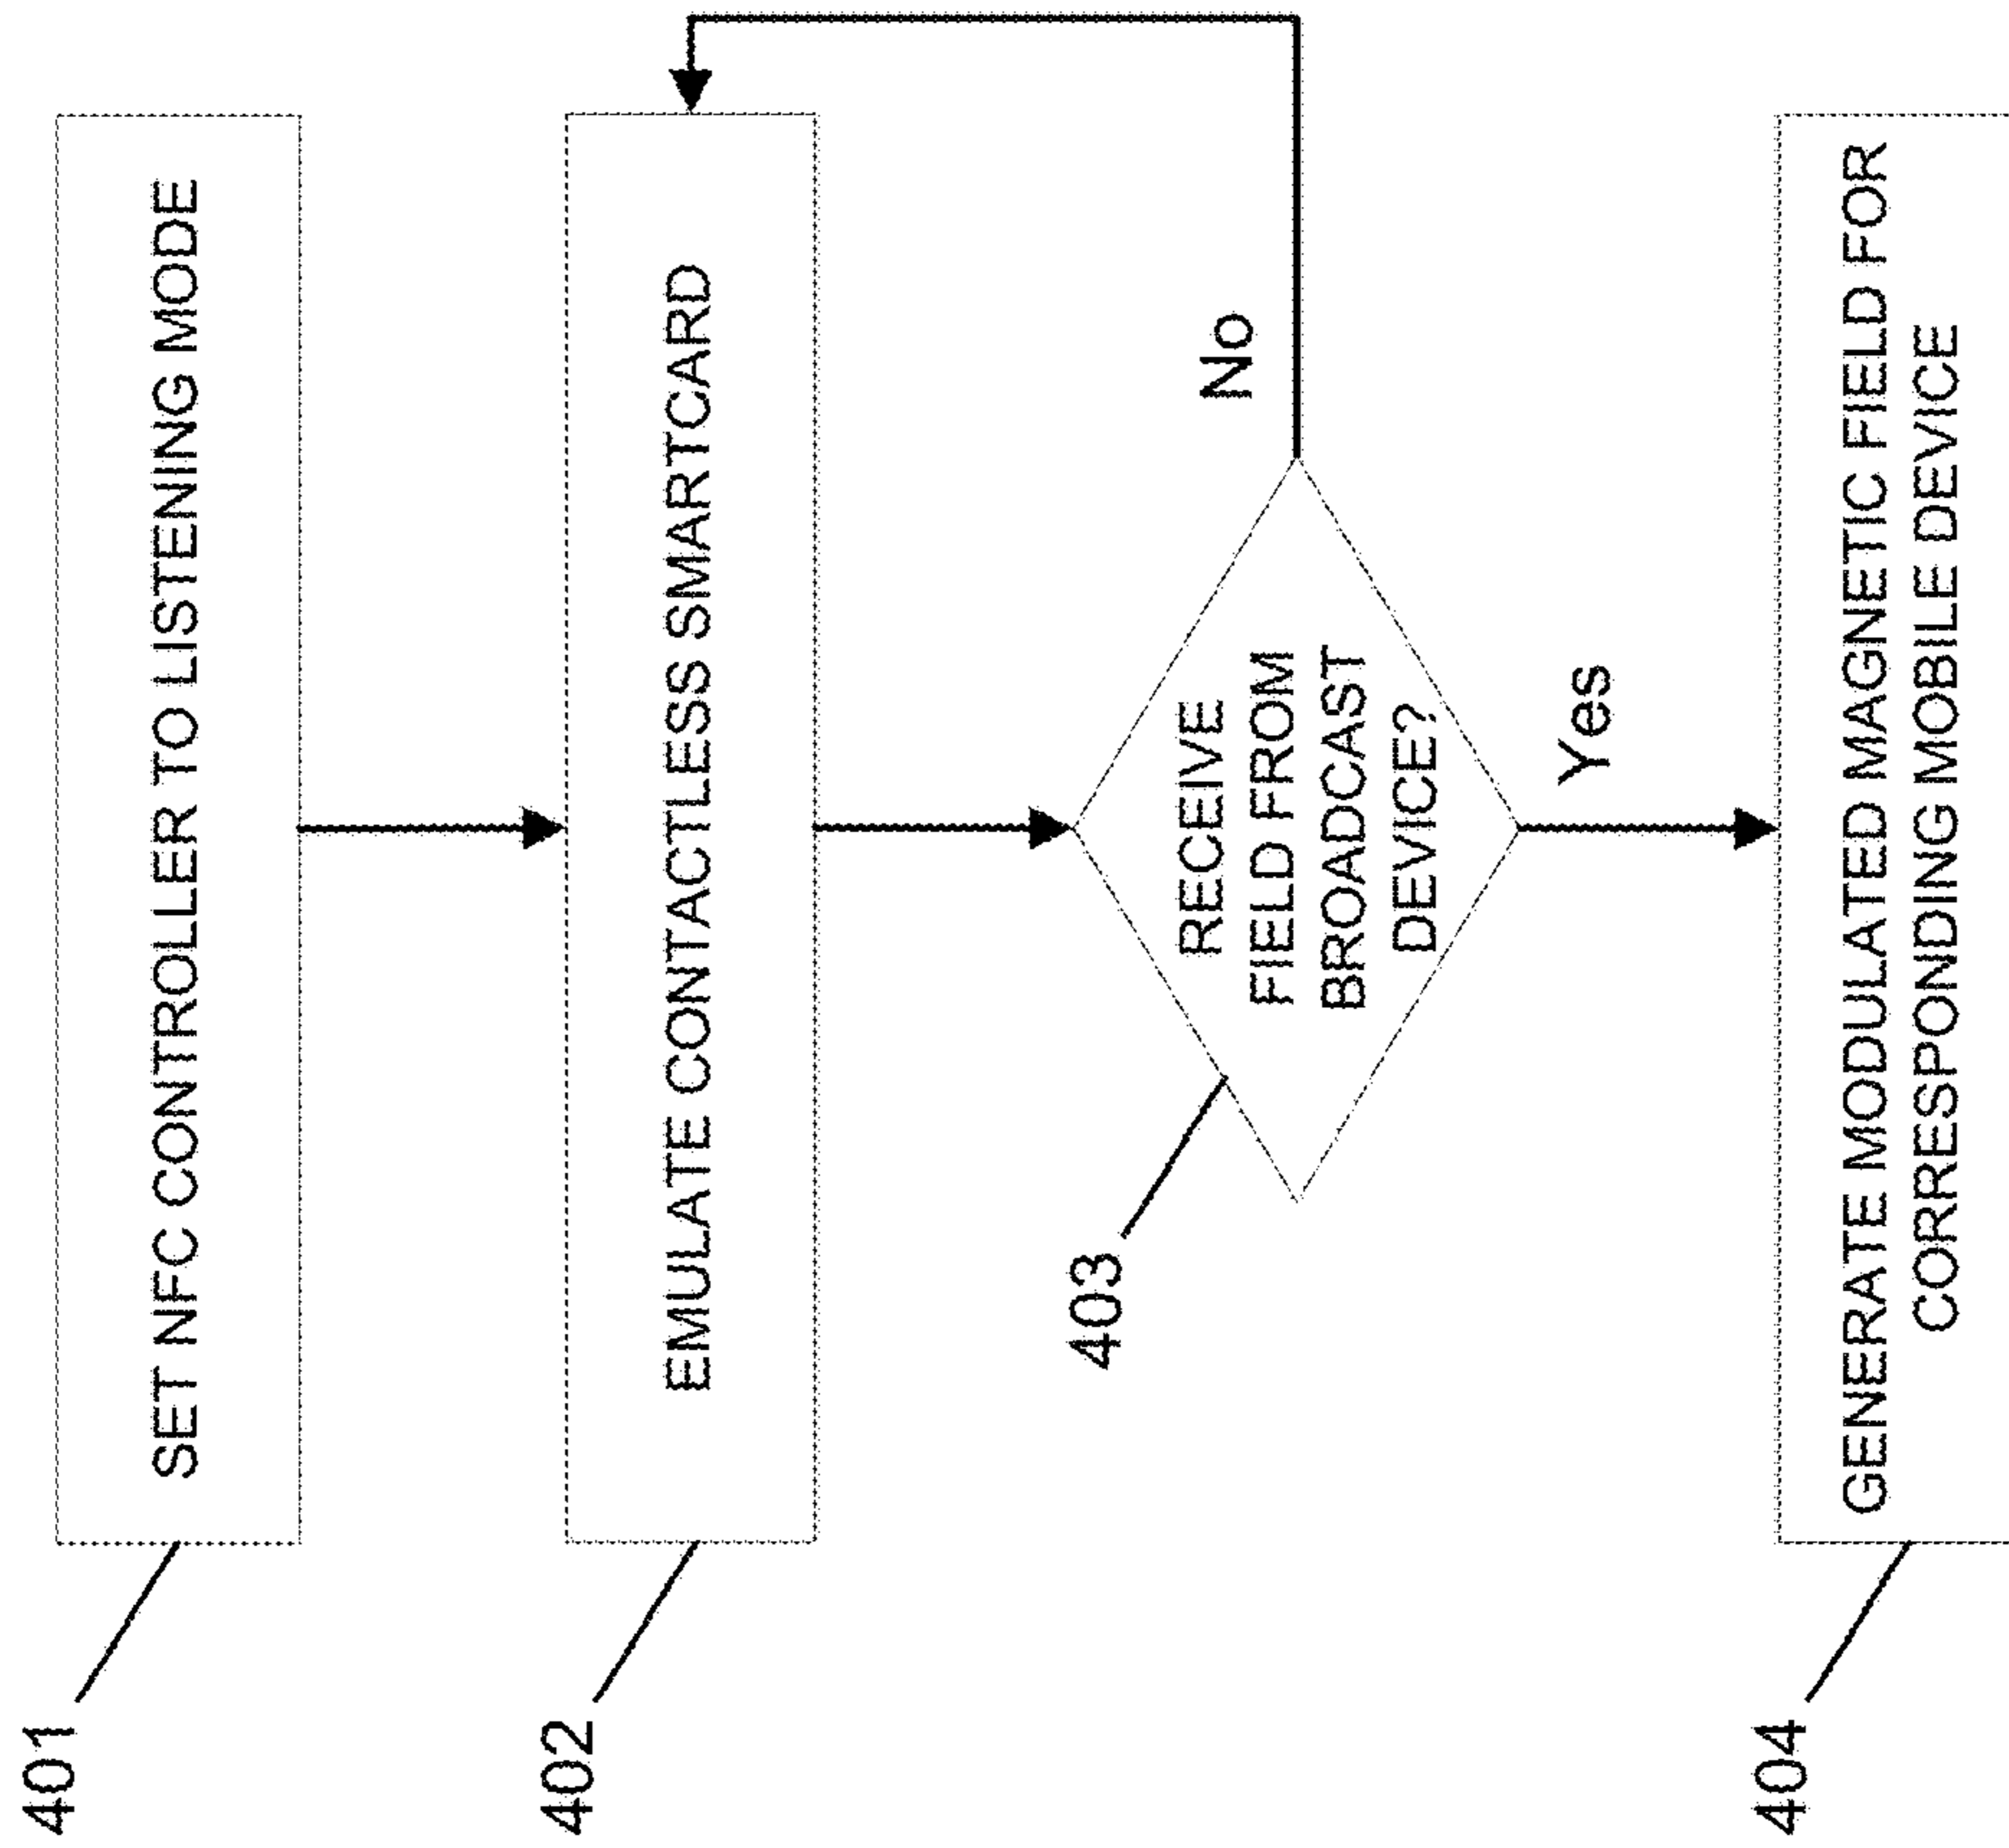 401
SET NFC CONTROLLER TO LISTENING MODE
402
EMULATE CONTACTLESS SMARTCARD
403
RECEIVE
FIELD FROM
BROADCAST
DEVICE?
No
Yes
404
GENERATE MODULATED MAGNETIC FIELD FOR
CORRESPONDING MOBILE DEVICE